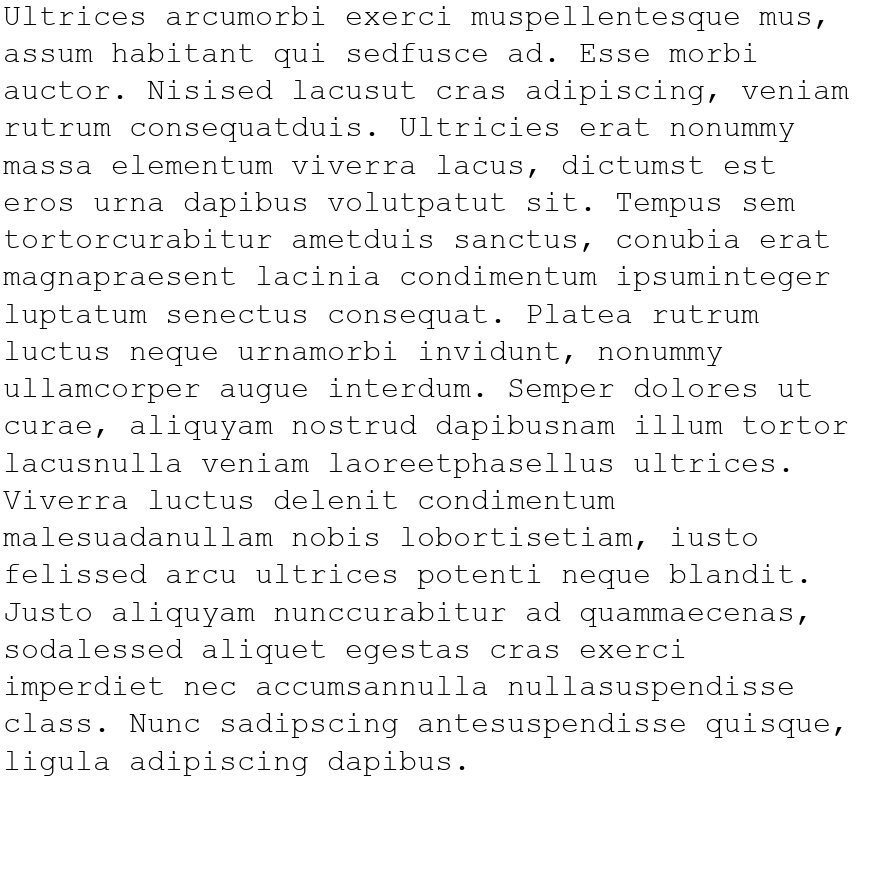 Ultrices arcumorbi exerci muspellentesque mus,
assum habitant qui sedfusce ad. Esse morbi
auctor. Nisised lacusut cras adipiscing, veniam
rutrum consequatduis. Ultricies erat nonummy
massa elementum viverra lacus, dictumst est
eros urna dapibus volutpatut sit. Tempus sem
tortorcurabitur ametduis sanctus, conubia erat
magnapraesent lacinia condimentum ipsuminteger
luptatum senectus consequat. Platea rutrum
luctus neque urnamorbi invidunt, nonummy
ullamcorper augue interdum. Semper dolores ut
curae, aliquyam nostrud dapibusnam illum tortor
lacusnulla veniam laoreetphasellus ultrices.
Viverra luctus delenit condimentum
malesuadanullam nobis lobortisetiam, iusto
felissed arcu ultrices potenti neque blandit.
Justo aliquyam nunccurabitur ad quammaecenas,
sodalessed aliquet egestas cras exerci
imperdiet nec accumsannulla nullasuspendisse
class. Nunc sadipscing antesuspendisse quisque,
ligula adipiscing dapibus.